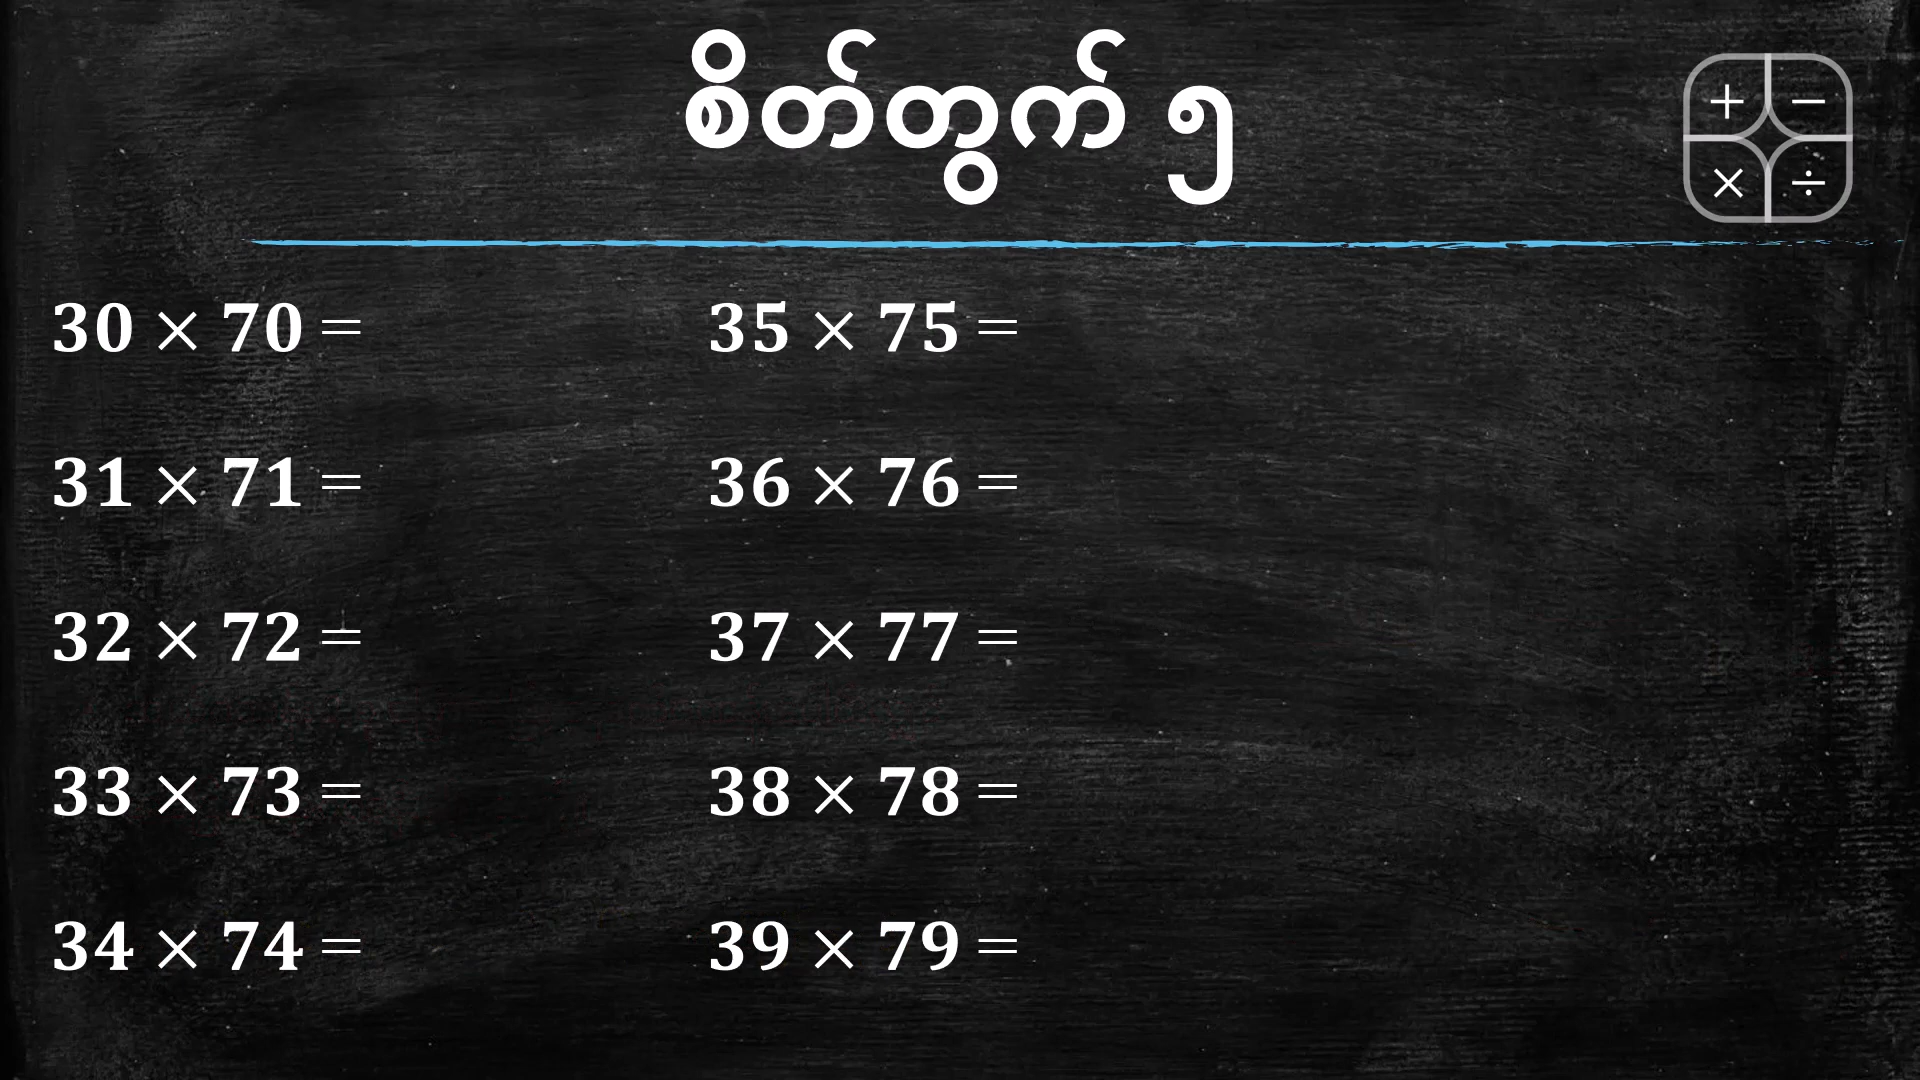 စိတ်တွက် ၅
+ −
× ÷
30 × 70 =
31 × 71 =
32 × 72 =
33 × 73 =
34 × 74 =
35 × 75 =
36 × 76 =
37 × 77 =
38 × 78 =
39 × 79 =